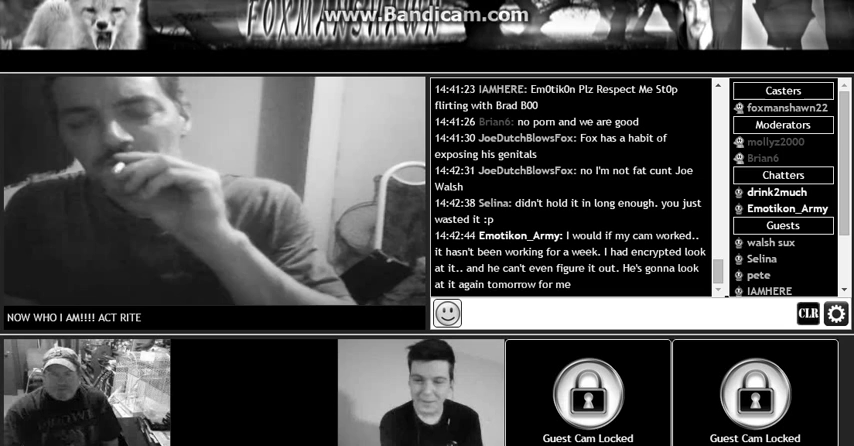 www.Bandicam.com
FOXMANSHAWN
14:41:23 IAMHERE: Em0tik0n Plz Respect Me St0p
flirting with Brad B00
14:41:26 Brian6: no porn and we are good
14:41:30 JoeDutchBlowsFox: Fox has a habit of
exposing his genitals
14:42:31 JoeDutchBlowsFox: no I'm not fat cunt Joe
Walsh
14:42:38 Selina: didn't hold it in long enough. you just
wasted it :p
14:42:44 Emotikon_Army: I would if my cam worked..
it hasn't been working for a week. I had encrypted look
at it.. and he can't even figure it out. He's gonna look
at it again tomorrow for me
Casters
foxmanshawn22
Moderators
mollyz2000
Brian6
Chatters
drink2much
Emotikon_Army
Guests
walsh sux
Selina
pete
IAMHERE
NOW WHO I AM!!!! ACT RITE
CLR
Guest Cam Locked
Guest Cam Locked